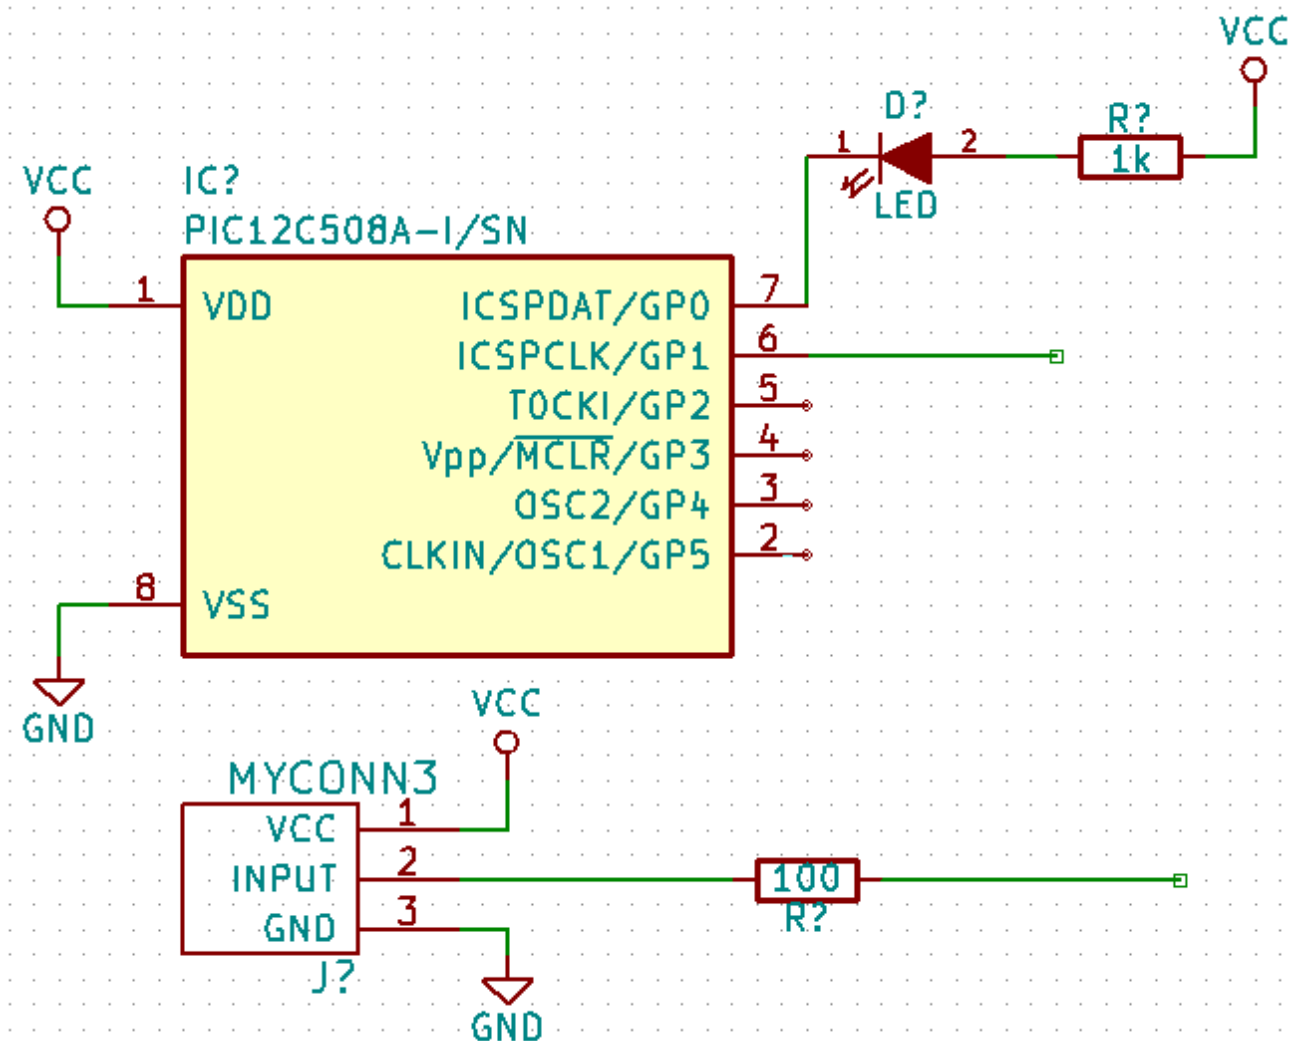 VCC
D?
R?
1 2 1k
LED
VCC
IC?
PIC12C508A-I/SN
1 VDD
ICSPDAT/GP0 7
ICSPCLK/GP1 6
T0CKI/GP2 5
Vpp/MCLR/GP3 4
OSC2/GP4 3
CLKIN/OSC1/GP5 2
8 VSS
GND
VCC
MYCONN3
VCC 1
INPUT 2
GND 3
J?
GND
100
R?